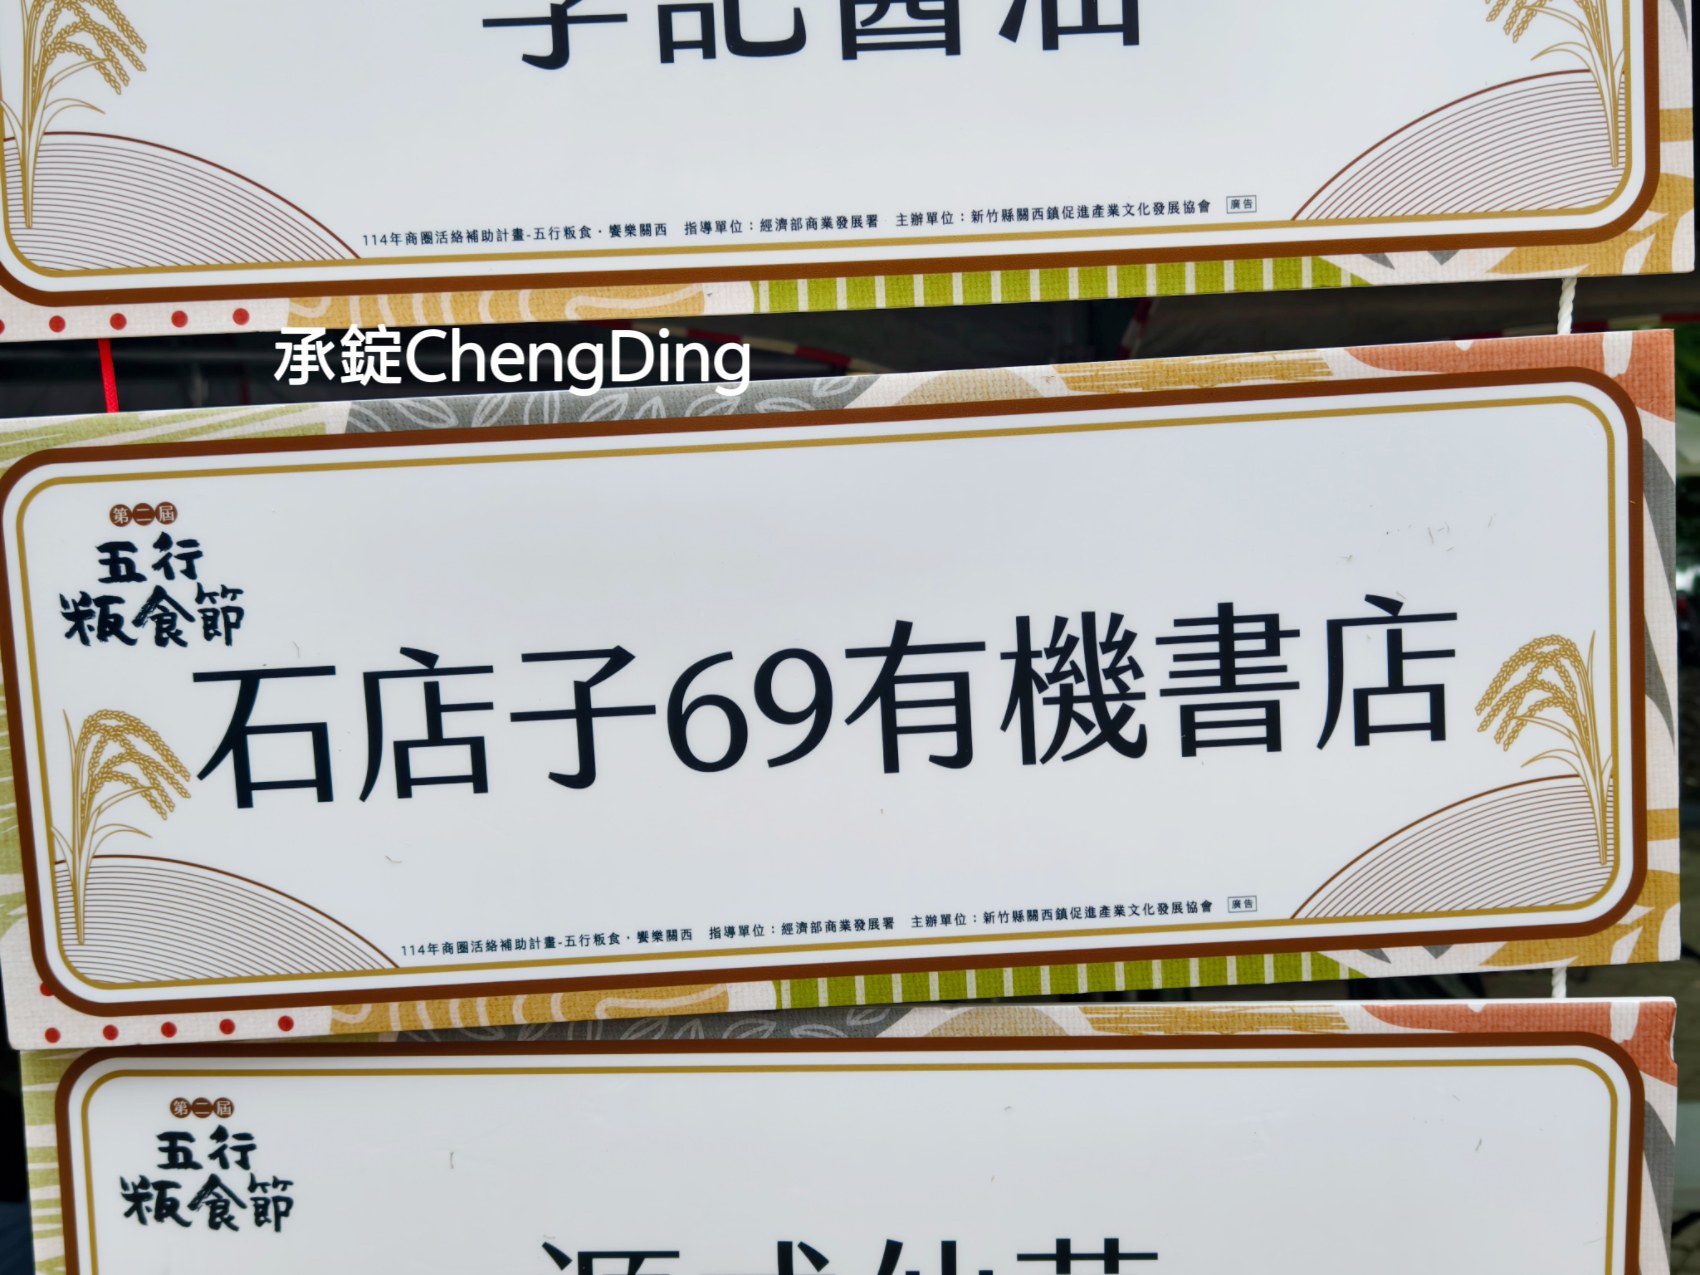 李記醬油
114年商圈活絡補助計畫-五行粄食・饗樂關西 指導單位：經濟部商業發展署 主辦單位：新竹縣關西鎮促進產業文化發展協會 廣告
承錠ChengDing
第二屆
五行
粄食節
石店子69有機書店
114年商圈活絡補助計畫-五行粄食・饗樂關西 指導單位：經濟部商業發展署 主辦單位：新竹縣關西鎮促進產業文化發展協會 廣告
第二屆
五行
粄食節